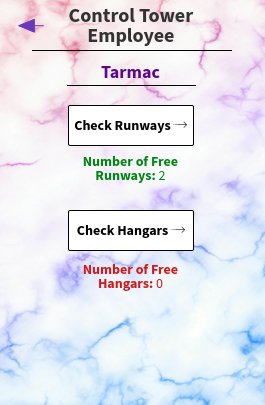 Control Tower
Employee
Tarmac
Check Runways →
Number of Free
Runways: 2
Check Hangars →
Number of Free
Hangars: 0